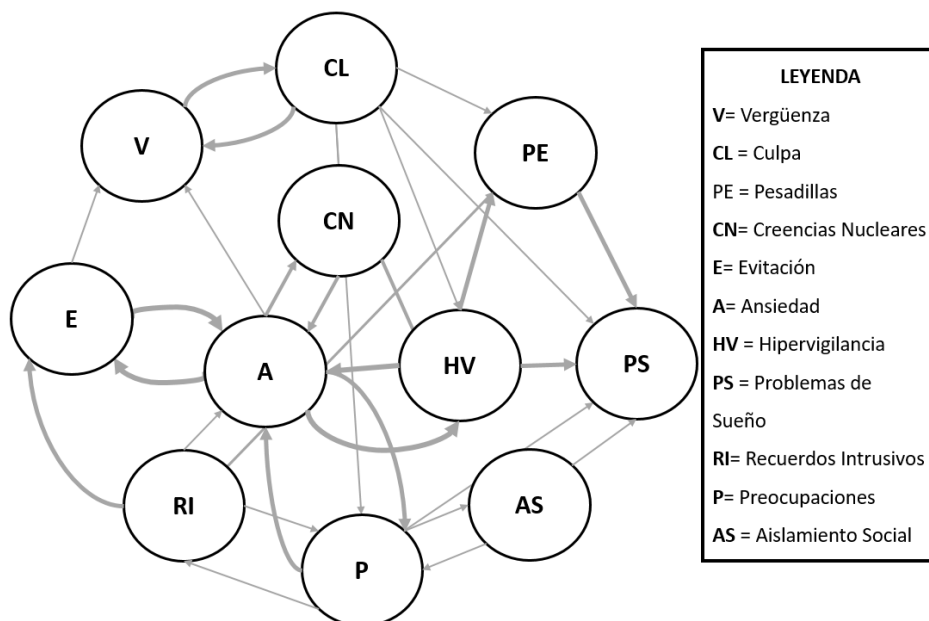 CL
V
PE
CN
E
A
HV
PS
RI
AS
P
LEYENDA
V= Vergüenza
CL = Culpa
PE = Pesadillas
CN= Creencias Nucleares
E= Evitación
A= Ansiedad
HV = Hipervigilancia
PS = Problemas de
Sueño
RI= Recuerdos Intrusivos
P= Preocupaciones
AS = Aislamiento Social